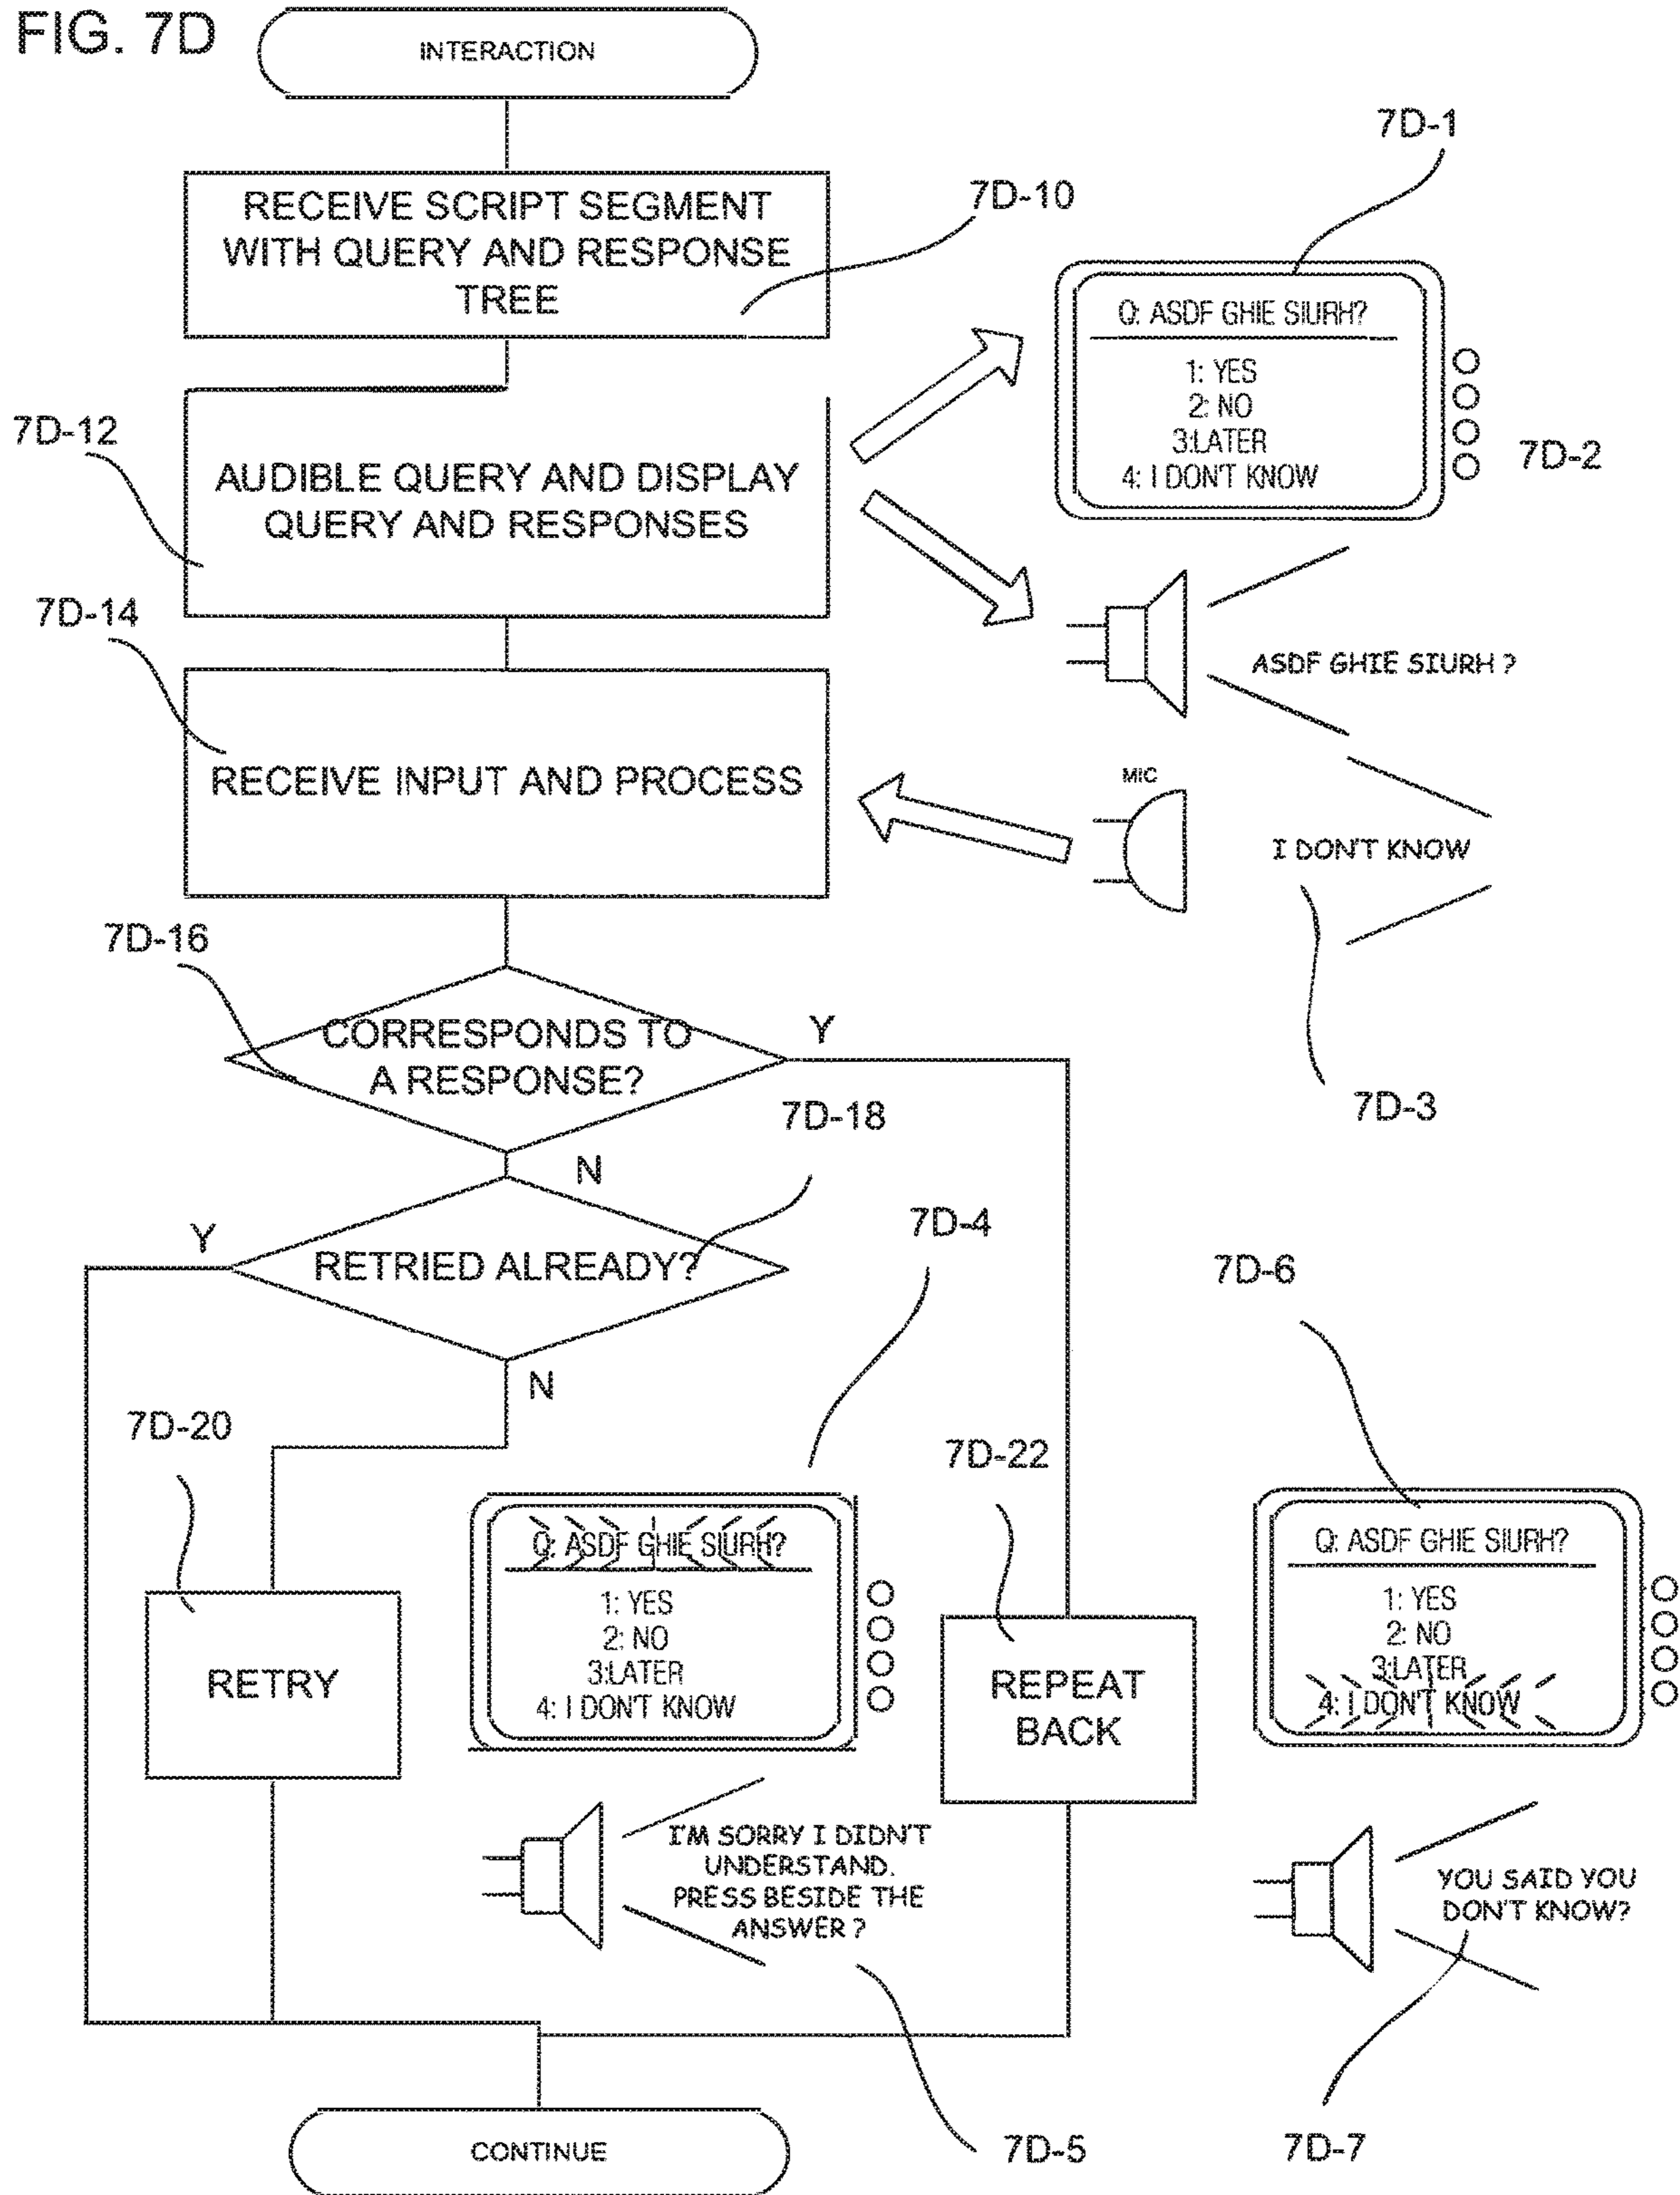 FIG. 7D
INTERACTION
7D-1
RECEIVE SCRIPT SEGMENT
WITH QUERY AND RESPONSE
TREE
7D-10
Q: ASDF GHIE SIURH?
1: YES
2: NO
3:LATER
4: I DON'T KNOW
7D-2
7D-12
AUDIBLE QUERY AND DISPLAY
QUERY AND RESPONSES
7D-14
ASDF GHIE SIURH ?
RECEIVE INPUT AND PROCESS
MIC
I DON'T KNOW
7D-3
7D-16
CORRESPONDS TO
A RESPONSE?
Y
N
7D-18
Y
RETRIED ALREADY?
N
7D-4
7D-6
7D-20
7D-22
RETRY
Q: ASDF GHIE SIURH?
1: YES
2: NO
3:LATER
4: I DON'T KNOW
REPEAT
BACK
Q: ASDF GHIE SIURH?
1: YES
2: NO
3:LATER
4: I DON'T KNOW
I'M SORRY I DIDN'T
UNDERSTAND.
PRESS BESIDE THE
ANSWER ?
YOU SAID YOU
DON'T KNOW?
7D-5
7D-7
CONTINUE